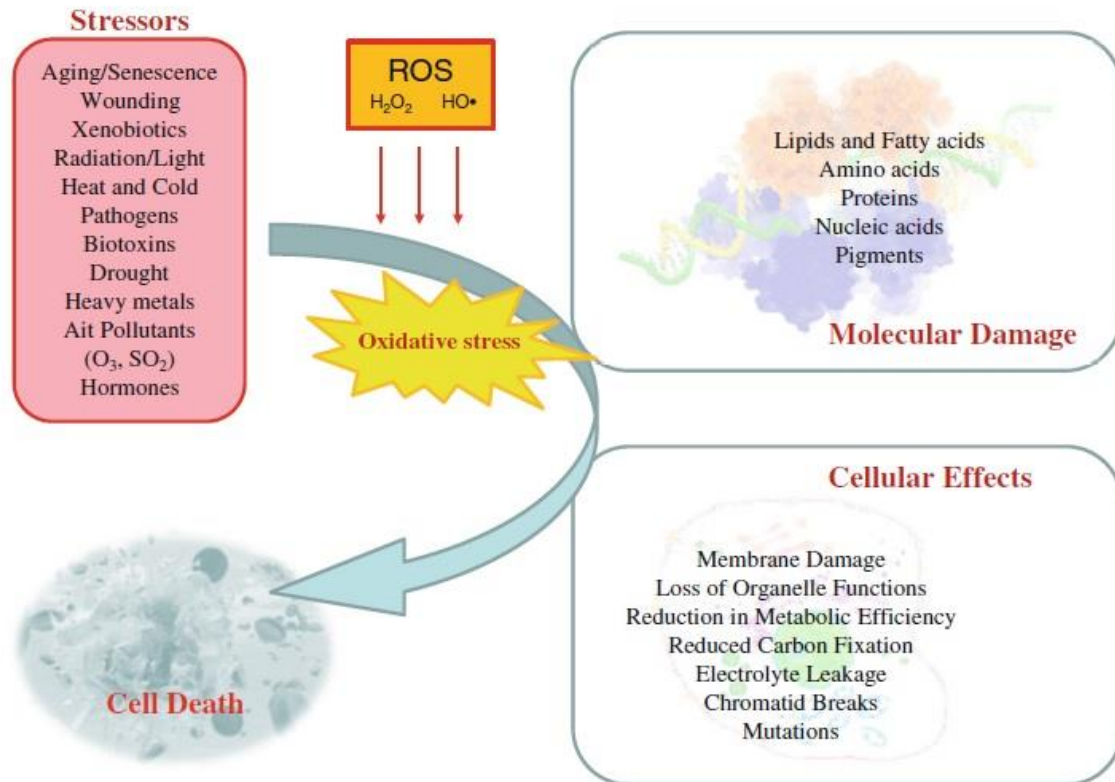 Stressors
Aging/Senescence
Wounding
Xenobiotics
Radiation/Light
Heat and Cold
Pathogens
Biotoxins
Drought
Heavy metals
Ait Pollutants
(O₃, SO₂)
Hormones
ROS
H₂O₂ HO•
Oxidative stress
Lipids and Fatty acids
Amino acids
Proteins
Nucleic acids
Pigments
Molecular Damage
Cellular Effects
Membrane Damage
Loss of Organelle Functions
Reduction in Metabolic Efficiency
Reduced Carbon Fixation
Electrolyte Leakage
Chromatid Breaks
Mutations
Cell Death